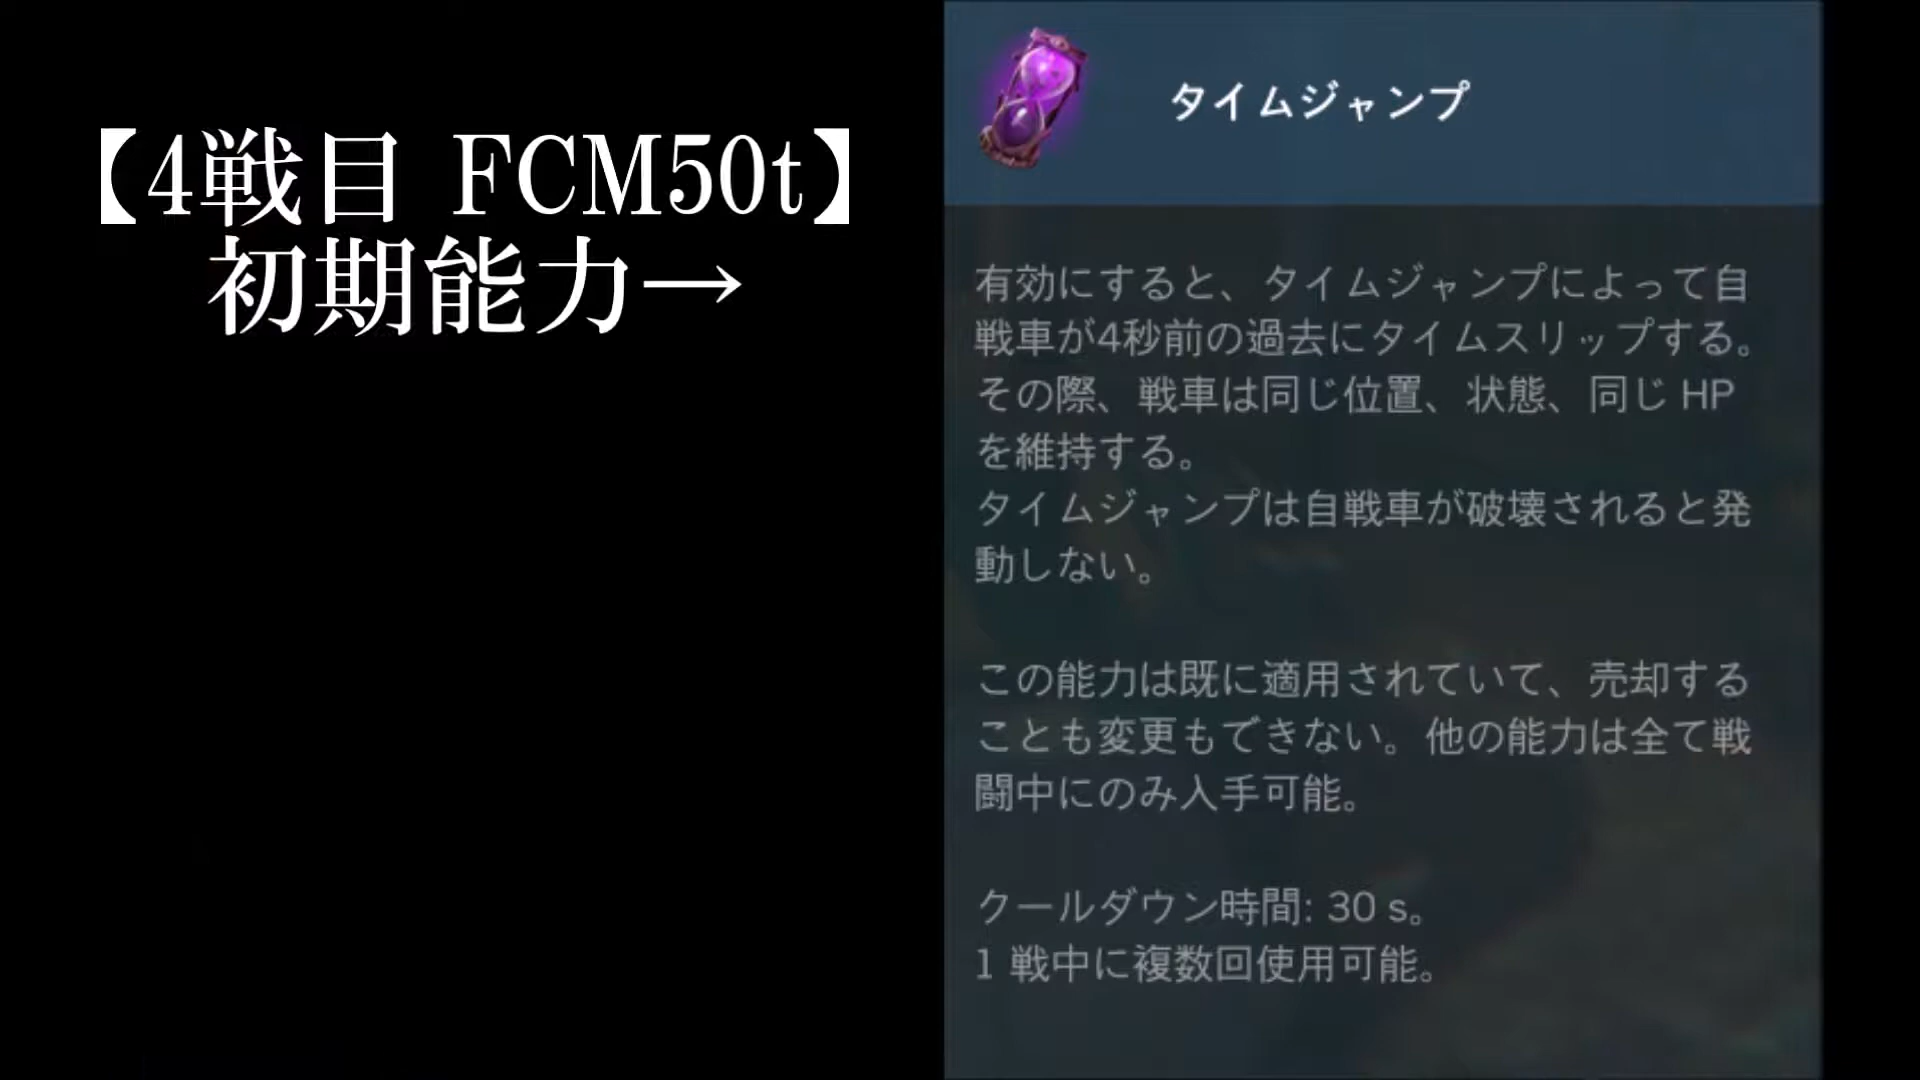 【4戦目 FCM50t】
初期能力→
タイムジャンプ
有効にすると、タイムジャンプによって自
戦車が4秒前の過去にタイムスリップする。
その際、戦車は同じ位置、状態、同じ HP
を維持する。
タイムジャンプは自戦車が破壊されると発
動しない。
この能力は既に適用されていて、売却する
ことも変更もできない。他の能力は全て戦
闘中にのみ入手可能。
クールダウン時間: 30 s。
1 戦中に複数回使用可能。